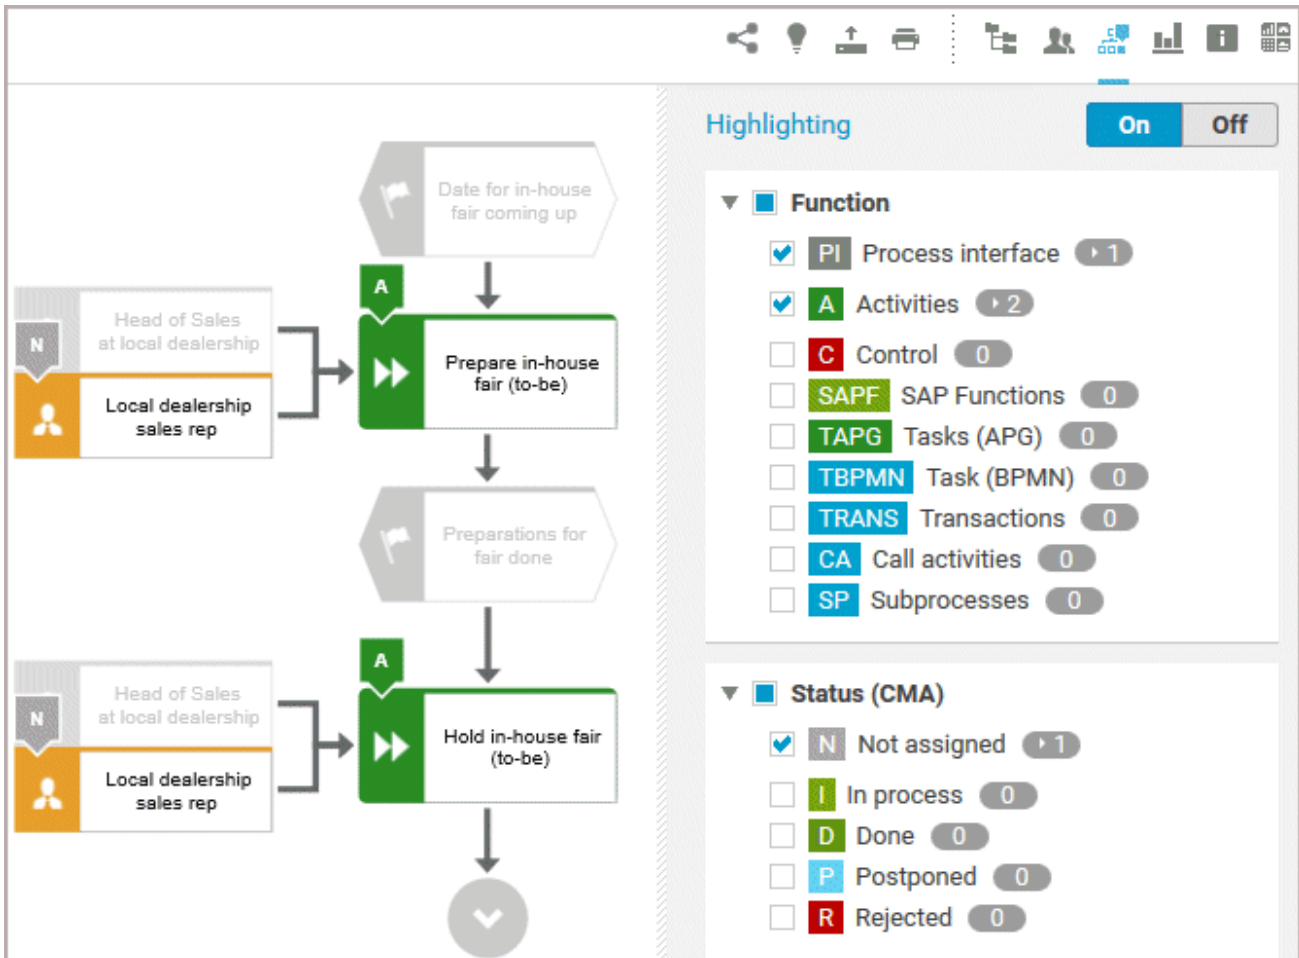 Highlighting
On
Off
Date for in-house
fair coming up
A
Head of Sales
at local dealership
N
Prepare in-house
fair (to-be)
Local dealership
sales rep
Preparations for
fair done
A
Head of Sales
at local dealership
N
Hold in-house fair
(to-be)
Local dealership
sales rep
Function
PI Process interface 1
A Activities 2
C Control 0
SAPF SAP Functions 0
TAPG Tasks (APG) 0
TBPMN Task (BPMN) 0
TRANS Transactions 0
CA Call activities 0
SP Subprocesses 0
Status (CMA)
N Not assigned 1
I In process 0
D Done 0
P Postponed 0
R Rejected 0